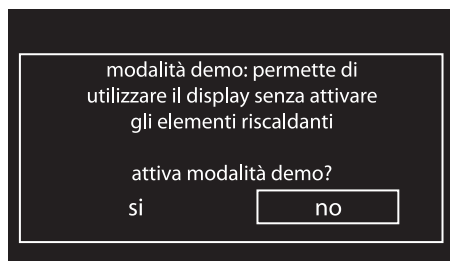 modalità demo: permette di
utilizzare il display senza attivare
gli elementi riscaldanti
attiva modalità demo?
si no